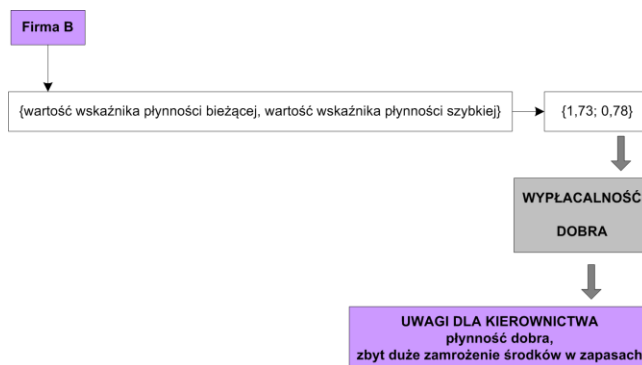 Firma B
{wartość wskaźnika płynności bieżącej, wartość wskaźnika płynności szybkiej}
{1,73; 0,78}
WYPŁACALNOŚĆ
DOBRA
UWAGI DLA KIEROWNICTWA
płynność dobra,
zbyt duże zamrożenie środków w zapasach